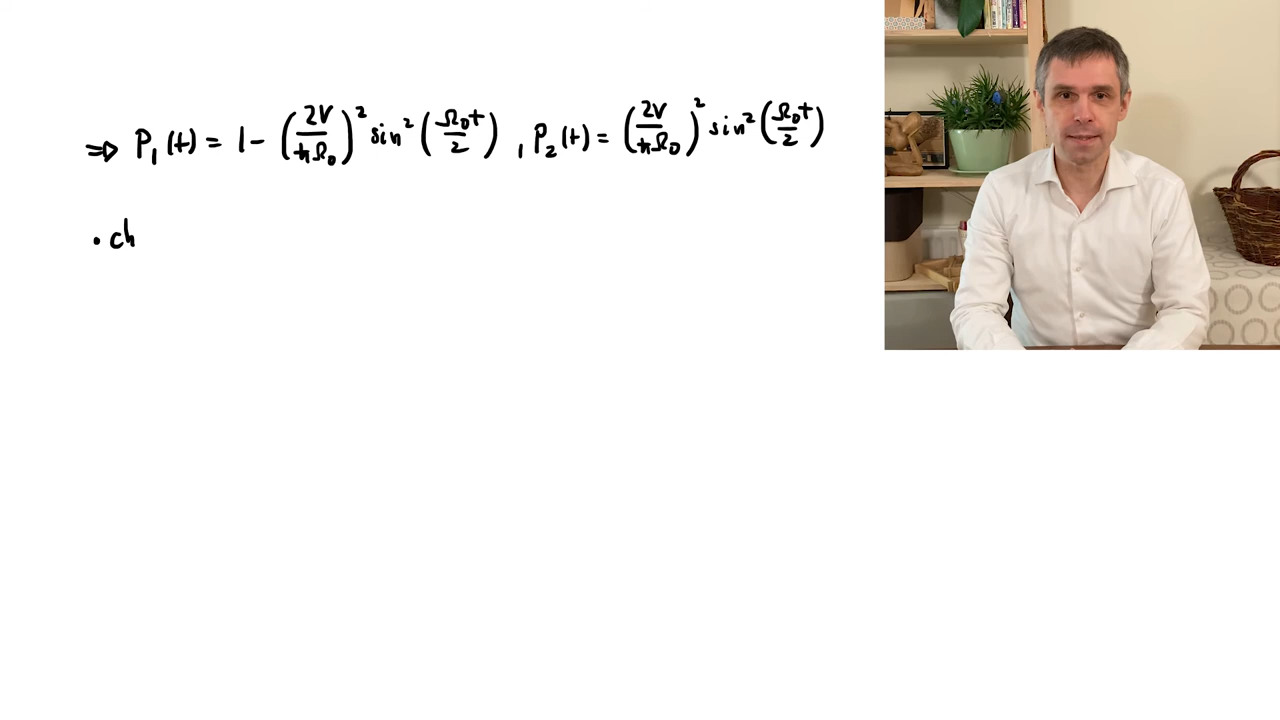 ⇒ P₁(t) = 1 − (2V/ħΩ₀)² sin²(Ω₀t/2) , P₂(t) = (2V/ħΩ₀)² sin²(Ω₀t/2)
• ch